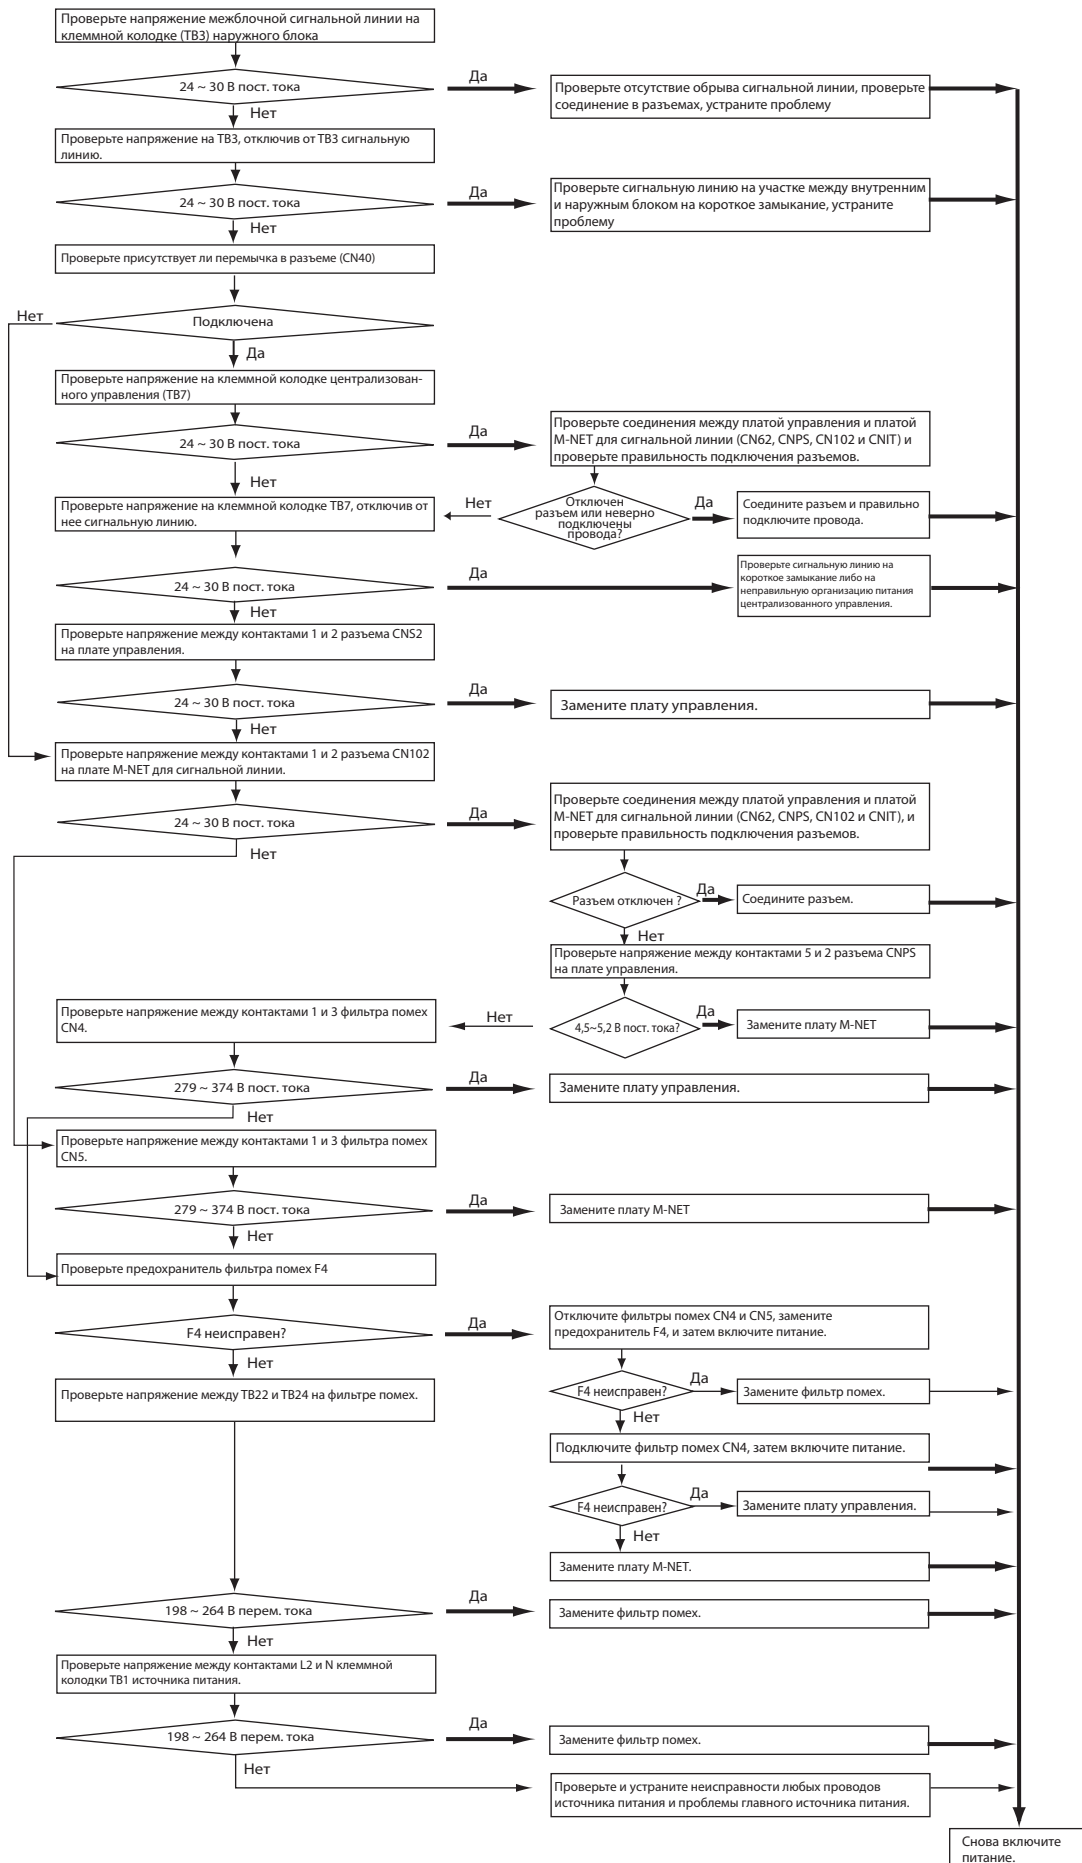 Проверьте напряжение межблочной сигнальной линии на
клеммной колодке (ТВ3) наружного блока
24 ~ 30 В пост. тока
Да
Проверьте отсутствие обрыва сигнальной линии, проверьте
соединение в разъемах, устраните проблему
Нет
Проверьте напряжение на ТВ3, отключив от ТВ3 сигнальную
линию.
24 ~ 30 В пост. тока
Да
Проверьте сигнальную линию на участке между внутренним
и наружным блоком на короткое замыкание, устраните
проблему
Нет
Проверьте присутствует ли перемычка в разъеме (CN40)
Нет
Подключена
Да
Проверьте напряжение на клеммной колодке централизован-
ного управления (ТВ7)
24 ~ 30 В пост. тока
Да
Проверьте соединения между платой управления и платой
M-NET для сигнальной линии (CN62, CNPS, CN102 и CNIT) и
проверьте правильность подключения разъемов.
Нет
Проверьте напряжение на клеммной колодке ТВ7, отключив от
нее сигнальную линию.
Нет
Отключен
разъем или неверно
подключены
провода?
Да
Соедините разъем и правильно
подключите провода.
24 ~ 30 В пост. тока
Да
Проверьте сигнальную линию на
короткое замыкание либо на
неправильную организацию питания
централизованного управления.
Нет
Проверьте напряжение между контактами 1 и 2 разъема CNS2
на плате управления.
24 ~ 30 В пост. тока
Да
Замените плату управления.
Нет
Проверьте напряжение между контактами 1 и 2 разъема CN102
на плате M-NET для сигнальной линии.
24 ~ 30 В пост. тока
Да
Проверьте соединения между платой управления и платой
M-NET для сигнальной линии (CN62, CNPS, CN102 и CNIT), и
проверьте правильность подключения разъемов.
Нет
Разъем отключен ?
Да
Соедините разъем.
Нет
Проверьте напряжение между контактами 5 и 2 разъема CNPS
на плате управления.
Проверьте напряжение между контактами 1 и 3 фильтра помех
CN4.
Нет
4,5~5,2 В пост. тока?
Да
Замените плату M-NET
279 ~ 374 В пост. тока
Да
Замените плату управления.
Нет
Проверьте напряжение между контактами 1 и 3 фильтра помех
CN5.
279 ~ 374 В пост. тока
Да
Замените плату M-NET
Нет
Проверьте предохранитель фильтра помех F4
F4 неисправен?
Да
Отключите фильтры помех CN4 и CN5, замените
предохранитель F4, и затем включите питание.
Нет
Проверьте напряжение между ТВ22 и ТВ24 на фильтре помех.
F4 неисправен?
Да
Замените фильтр помех.
Нет
Подключите фильтр помех CN4, затем включите питание.
F4 неисправен?
Да
Замените плату управления.
Нет
Замените плату M-NET.
198 ~ 264 В перем. тока
Да
Замените фильтр помех.
Нет
Проверьте напряжение между контактами L2 и N клеммной
колодки ТВ1 источника питания.
198 ~ 264 В перем. тока
Да
Замените фильтр помех.
Нет
Проверьте и устраните неисправности любых проводов
источника питания и проблемы главного источника питания.
Снова включите
питание.